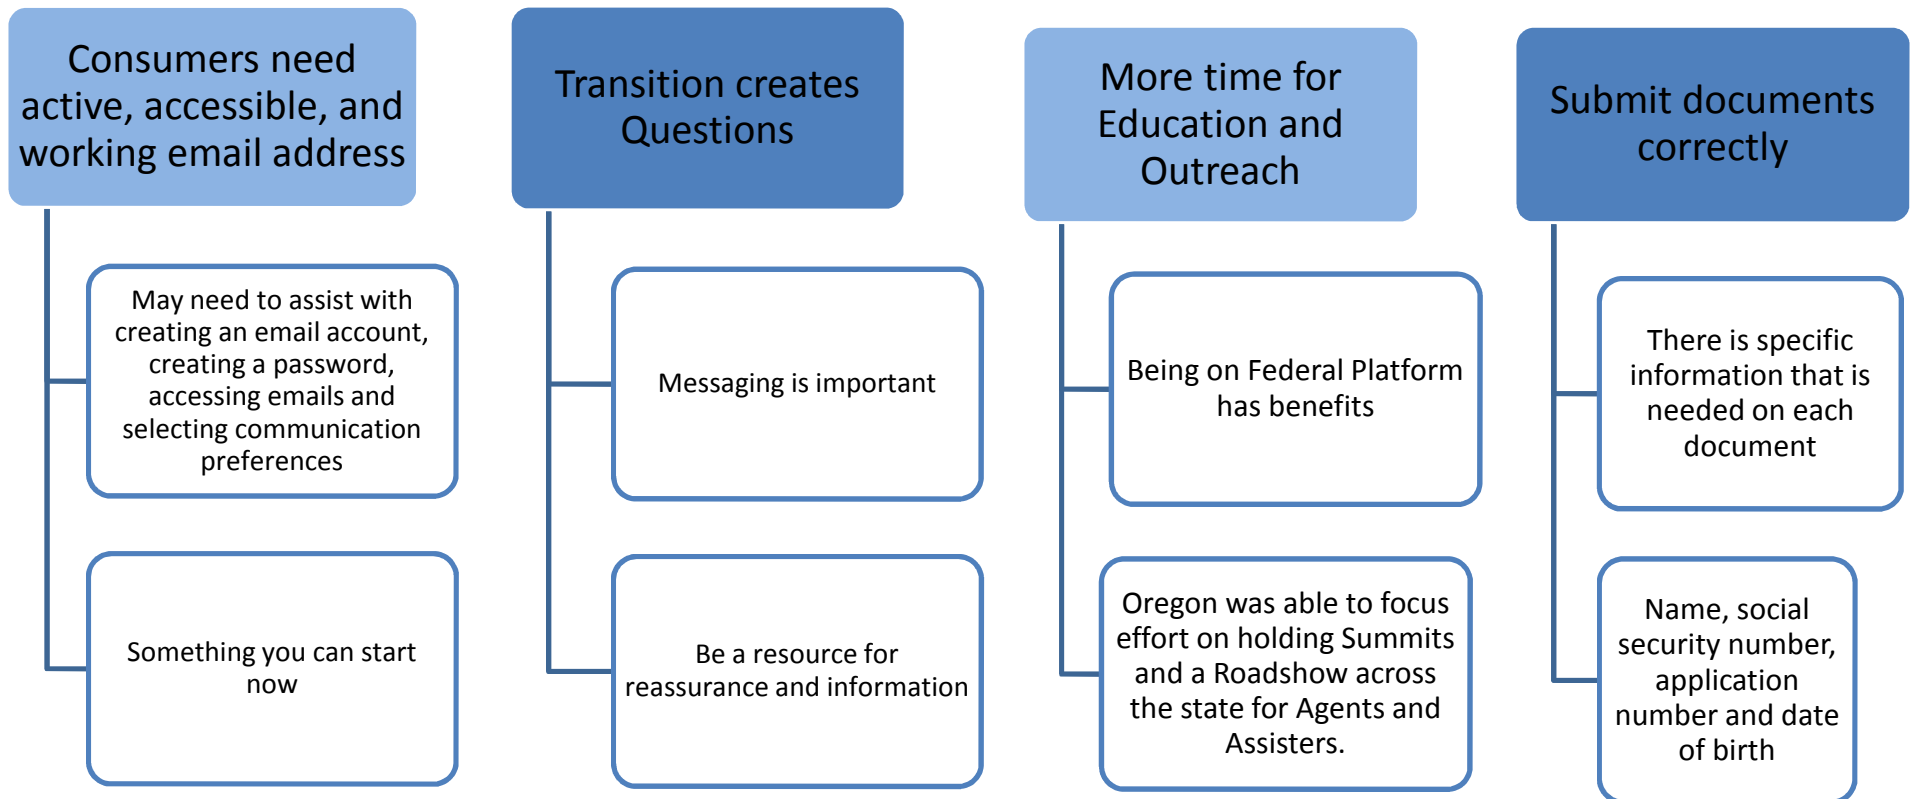 Consumers need
active, accessible, and
working email address
May need to assist with
creating an email account,
creating a password,
accessing emails and
selecting communication
preferences
Something you can start
now
Transition creates
Questions
Messaging is important
Be a resource for
reassurance and information
More time for
Education and
Outreach
Being on Federal Platform
has benefits
Oregon was able to focus
effort on holding Summits
and a Roadshow across
the state for Agents and
Assisters.
Submit documents
correctly
There is specific
information that is
needed on each
document
Name, social
security number,
application
number and date
of birth